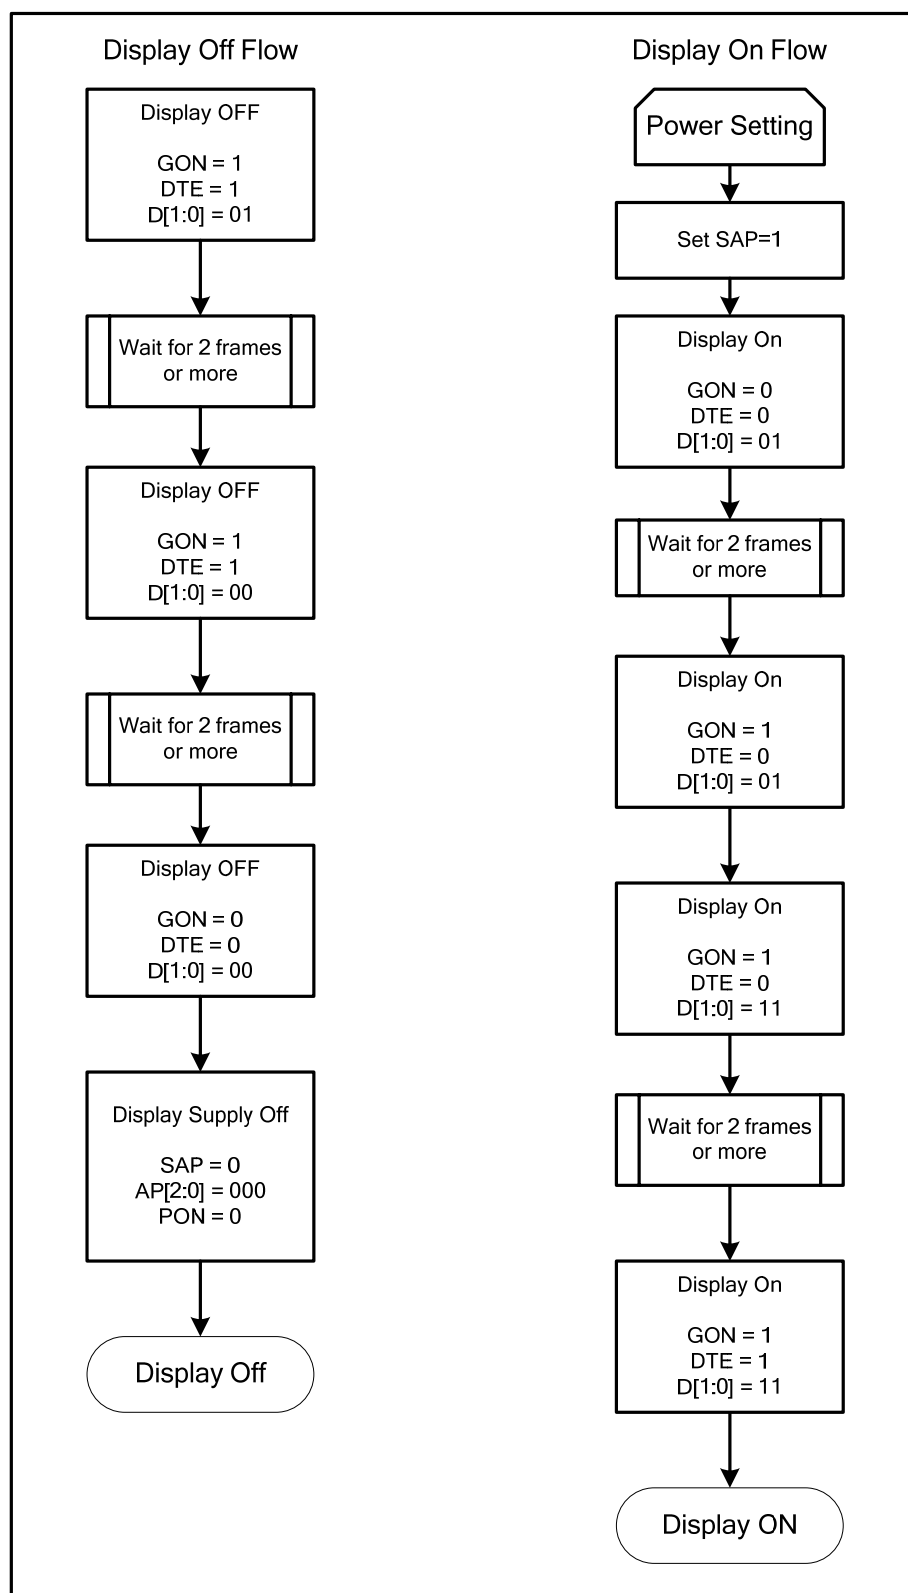 Display Off Flow
Display OFF
GON = 1
DTE = 1
D[1:0] = 01
Wait for 2 frames
or more
Display OFF
GON = 1
DTE = 1
D[1:0] = 00
Wait for 2 frames
or more
Display OFF
GON = 0
DTE = 0
D[1:0] = 00
Display Supply Off
SAP = 0
AP[2:0] = 000
PON = 0
Display Off
Display On Flow
Power Setting
Set SAP=1
Display On
GON = 0
DTE = 0
D[1:0] = 01
Wait for 2 frames
or more
Display On
GON = 1
DTE = 0
D[1:0] = 01
Display On
GON = 1
DTE = 0
D[1:0] = 11
Wait for 2 frames
or more
Display On
GON = 1
DTE = 1
D[1:0] = 11
Display ON